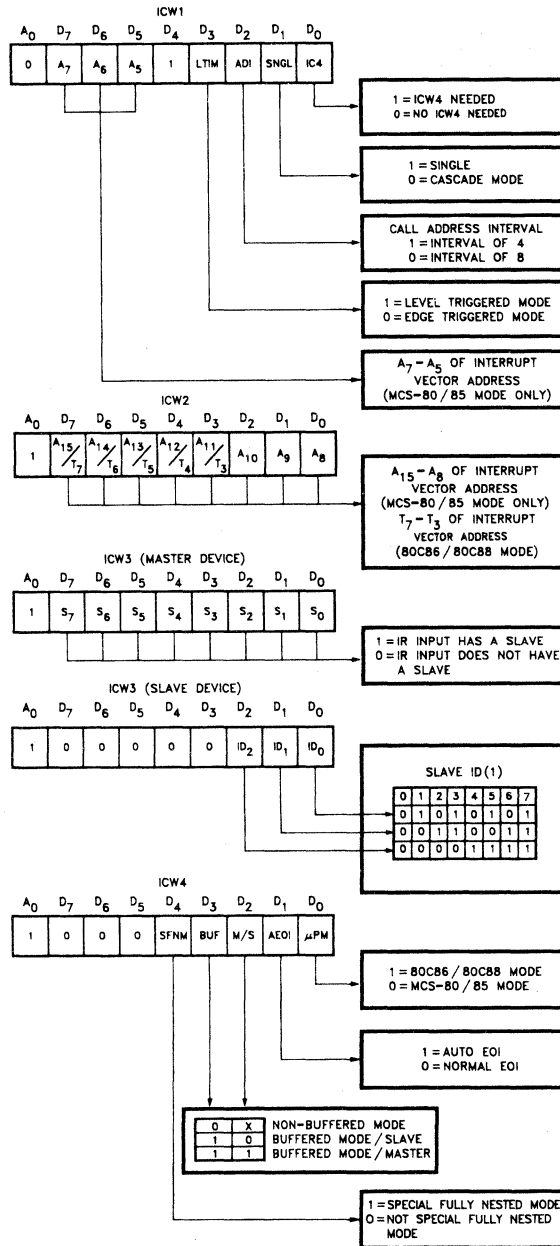 ICW1
A0 D7 D6 D5 D4 D3 D2 D1 D0
0 A7 A6 A5 1 LTIM ADI SNGL IC4
1 = ICW4 NEEDED
0 = NO ICW4 NEEDED
1 = SINGLE
0 = CASCADE MODE
CALL ADDRESS INTERVAL
1 = INTERVAL OF 4
0 = INTERVAL OF 8
1 = LEVEL TRIGGERED MODE
0 = EDGE TRIGGERED MODE
A7 – A5 OF INTERRUPT
VECTOR ADDRESS
(MCS-80/85 MODE ONLY)
ICW2
A0 D7 D6 D5 D4 D3 D2 D1 D0
1 A15/T7 A14/T6 A13/T5 A12/T4 A11/T3 A10 A9 A8
A15 – A8 OF INTERRUPT
VECTOR ADDRESS
(MCS-80/85 MODE ONLY)
T7 – T3 OF INTERRUPT
VECTOR ADDRESS
(80C86/80C88 MODE)
ICW3 (MASTER DEVICE)
A0 D7 D6 D5 D4 D3 D2 D1 D0
1 S7 S6 S5 S4 S3 S2 S1 S0
1 = IR INPUT HAS A SLAVE
0 = IR INPUT DOES NOT HAVE
A SLAVE
ICW3 (SLAVE DEVICE)
A0 D7 D6 D5 D4 D3 D2 D1 D0
1 0 0 0 0 0 ID2 ID1 ID0
SLAVE ID(1)
0 1 2 3 4 5 6 7
0 1 0 1 0 1 0 1
0 0 1 1 0 0 1 1
0 0 0 0 1 1 1 1
ICW4
A0 D7 D6 D5 D4 D3 D2 D1 D0
1 0 0 0 SFNM BUF M/S AEOI μPM
1 = 80C86/80C88 MODE
0 = MCS-80/85 MODE
1 = AUTO EOI
0 = NORMAL EOI
0 X NON-BUFFERED MODE
1 0 BUFFERED MODE/SLAVE
1 1 BUFFERED MODE/MASTER
1 = SPECIAL FULLY NESTED MODE
0 = NOT SPECIAL FULLY NESTED
MODE